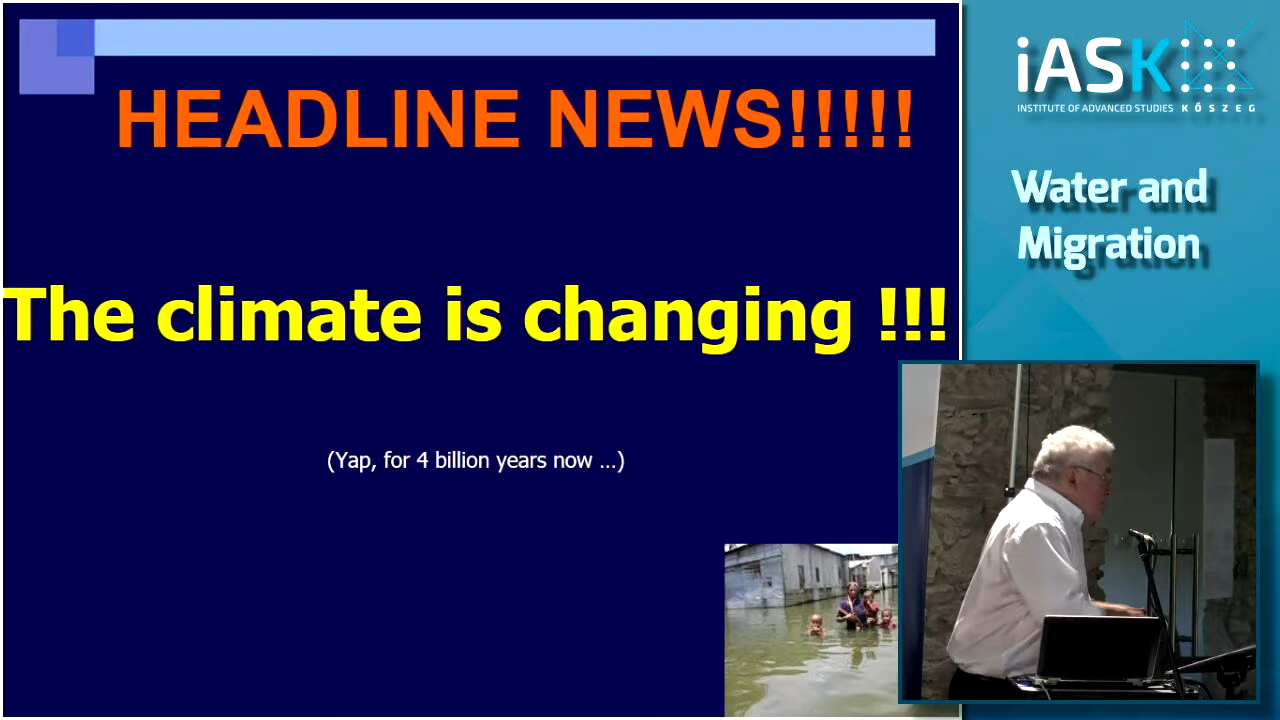 HEADLINE NEWS!!!!!
The climate is changing !!!
(Yap, for 4 billion years now ...)
iASK
INSTITUTE OF ADVANCED STUDIES KŐSZEG
Water and
Migration